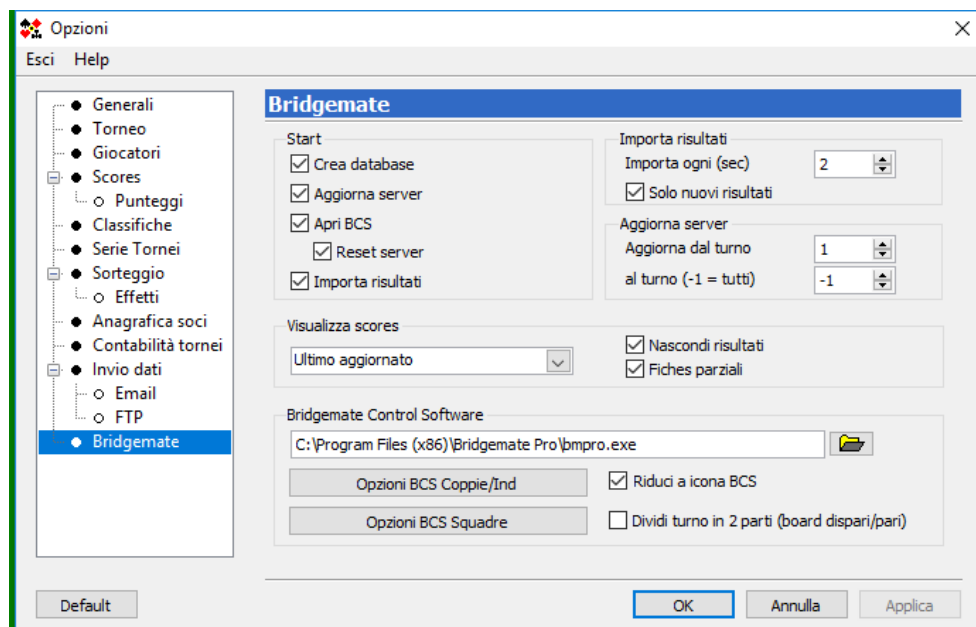 Opzioni
Esci Help
Generali
Torneo
Giocatori
Scores
Punteggi
Classifiche
Serie Tornei
Sorteggio
Effetti
Anagrafica soci
Contabilità tornei
Invio dati
Email
FTP
Bridgemate
Bridgemate
Start
Crea database
Aggiorna server
Apri BCS
Reset server
Importa risultati
Importa risultati
Importa ogni (sec) 2
Solo nuovi risultati
Aggiorna server
Aggiorna dal turno 1
al turno (-1 = tutti) -1
Visualizza scores
Ultimo aggiornato
Nascondi risultati
Fiches parziali
Bridgemate Control Software
C:\Program Files (x86)\Bridgemate Pro\bmpro.exe
Opzioni BCS Coppie/Ind
Riduci a icona BCS
Opzioni BCS Squadre
Dividi turno in 2 parti (board dispari/pari)
Default OK Annulla Applica